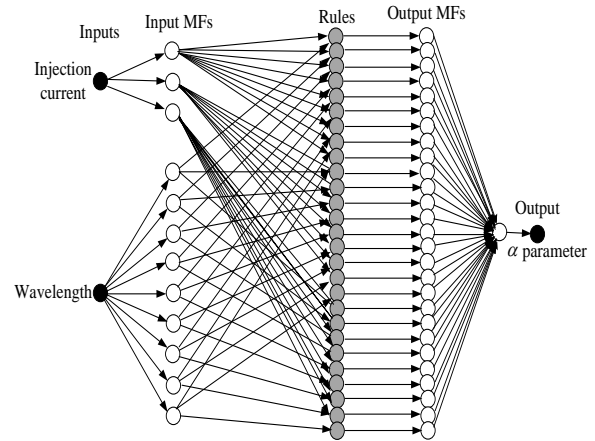 Inputs
Input MFs
Rules
Output MFs
Injection
current
Wavelength
Output
α parameter